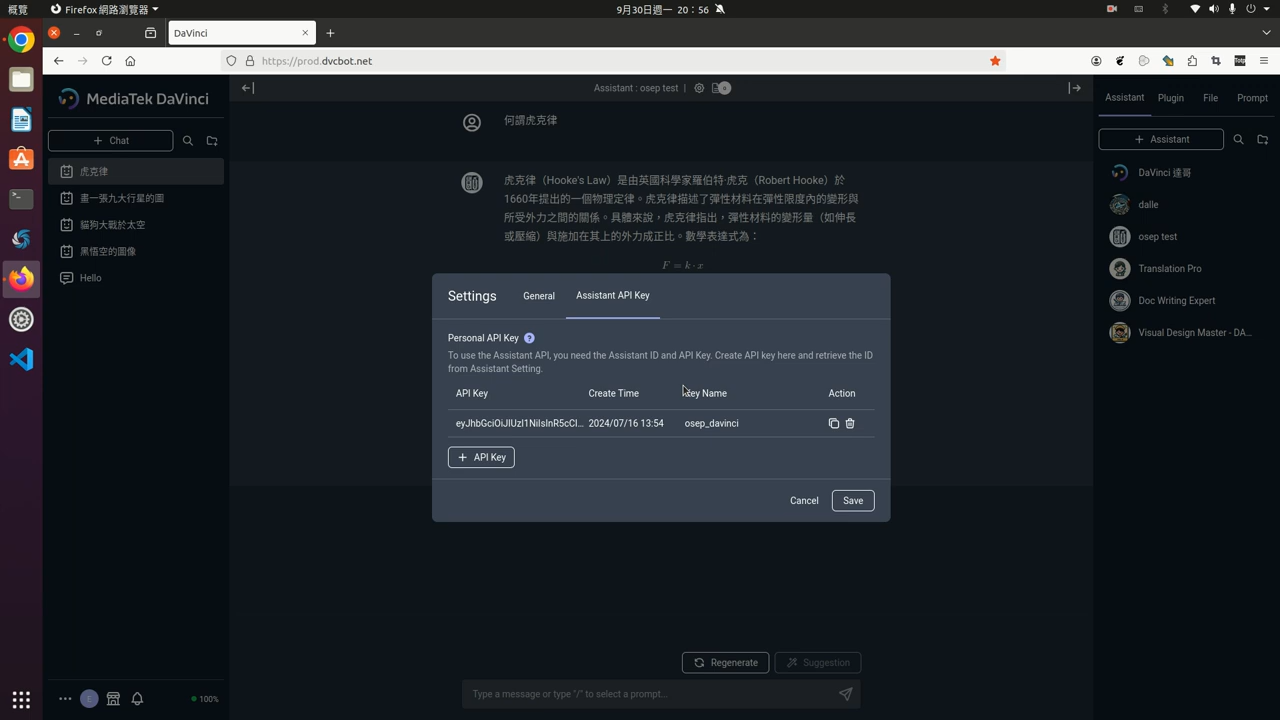 概覽
Firefox 網路瀏覽器
9月30日週一 20：56
DaVinci
https://prod.dvcbot.net
MediaTek DaVinci
Chat
虎克律
畫一張九大行星的圖
貓狗大戰於太空
黑悟空的圖像
Hello
100%
Assistant : osep test
何謂虎克律
虎克律（Hooke's Law）是由英國科學家羅伯特·虎克（Robert Hooke）於
1660年提出的一個物理定律。虎克律描述了彈性材料在彈性限度內的變形與
所受外力之間的關係。具體來說，虎克律指出，彈性材料的變形量（如伸長
或壓縮）與施加在其上的外力成正比。數學表達式為：
F = k · x
Settings
General
Assistant API Key
Personal API Key ?
To use the Assistant API, you need the Assistant ID and API Key. Create API key here and retrieve the ID
from Assistant Setting.
API Key Create Time Key Name Action
eyJhbGciOiJIUzI1NiIsInR5cCI... 2024/07/16 13:54 osep_davinci
API Key
Cancel
Save
Regenerate
Suggestion
Type a message or type "/" to select a prompt...
Assistant
Plugin
File
Prompt
Assistant
DaVinci 達哥
dalle
osep test
Translation Pro
Doc Writing Expert
Visual Design Master - DA...